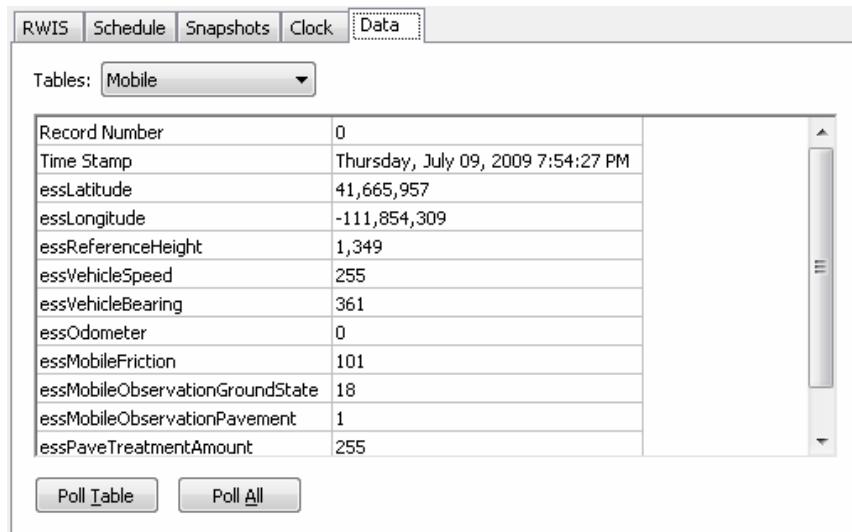 RWIS Schedule Snapshots Clock Data
Tables: Mobile
Record Number 0
Time Stamp Thursday, July 09, 2009 7:54:27 PM
essLatitude 41,665,957
essLongitude -111,854,309
essReferenceHeight 1,349
essVehicleSpeed 255
essVehicleBearing 361
essOdometer 0
essMobileFriction 101
essMobileObservationGroundState 18
essMobileObservationPavement 1
essPaveTreatmentAmount 255
Poll Table Poll All